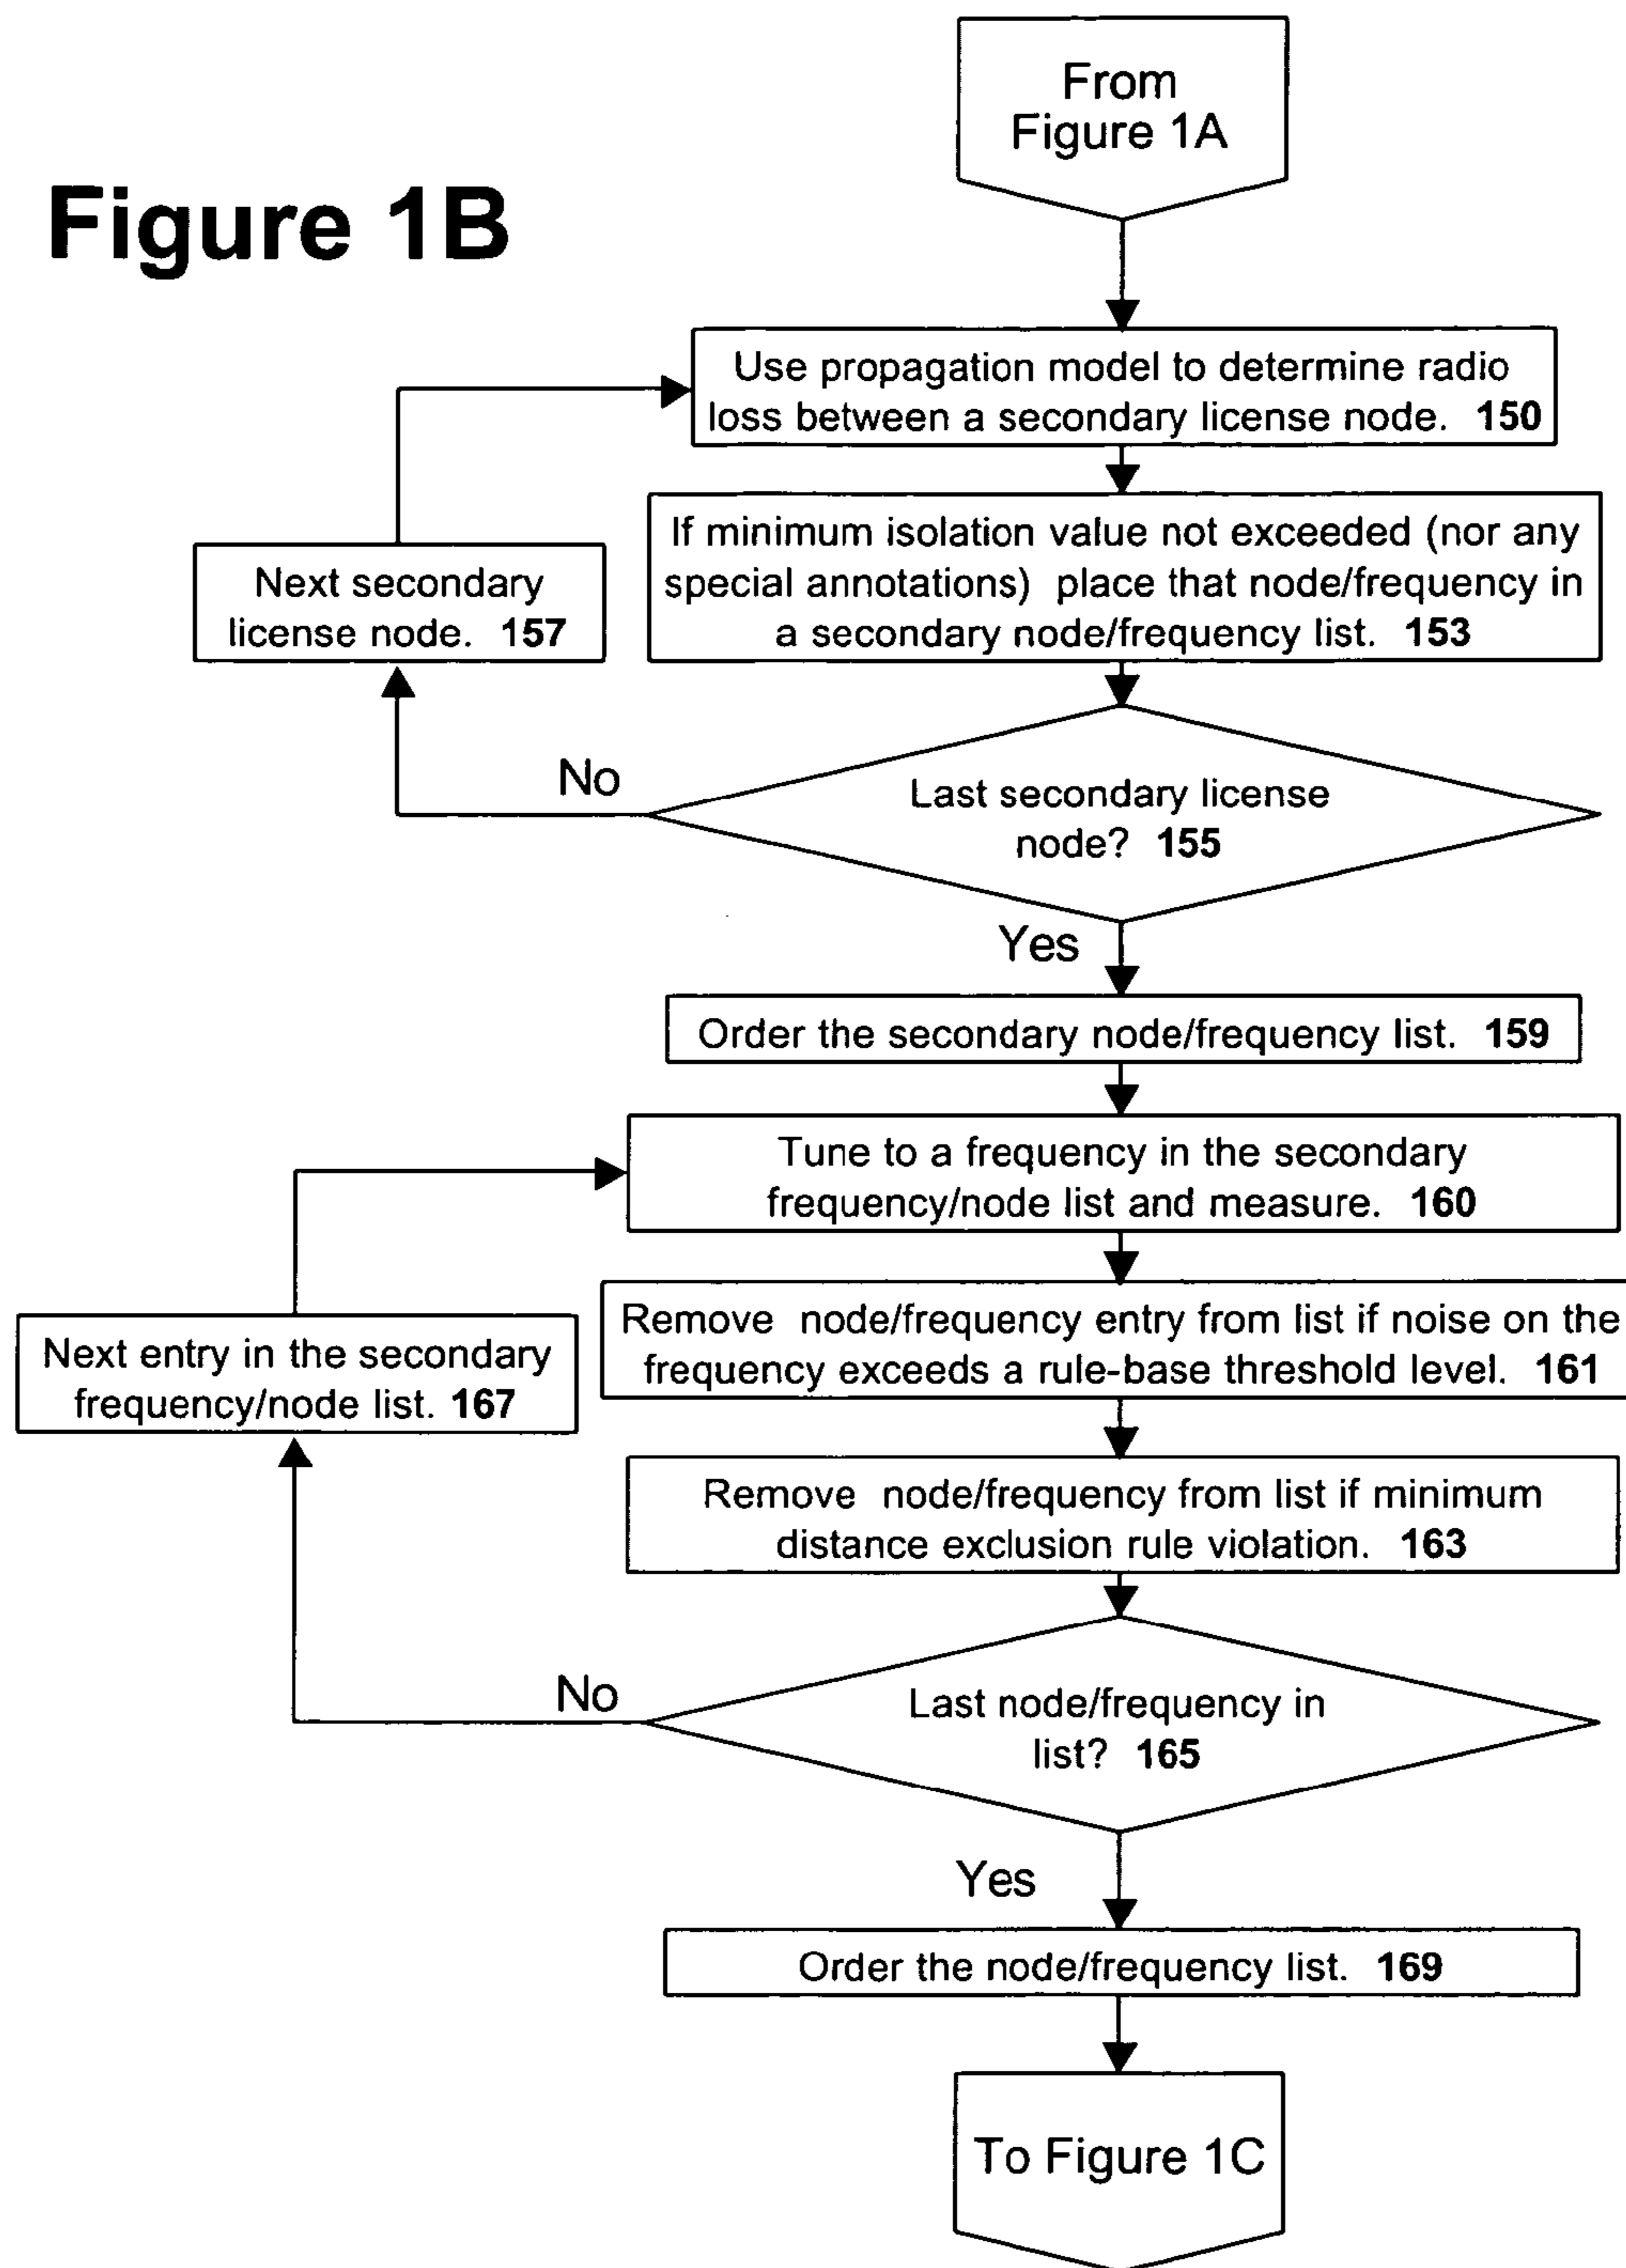 From
Figure 1A
Figure 1B
Use propagation model to determine radio
loss between a secondary license node. 150
If minimum isolation value not exceeded (nor any
special annotations) place that node/frequency in
a secondary node/frequency list. 153
Next secondary
license node. 157
No
Last secondary license
node? 155
Yes
Order the secondary node/frequency list. 159
Tune to a frequency in the secondary
frequency/node list and measure. 160
Remove node/frequency entry from list if noise on the
frequency exceeds a rule-base threshold level. 161
Next entry in the secondary
frequency/node list. 167
Remove node/frequency from list if minimum
distance exclusion rule violation. 163
No
Last node/frequency in
list? 165
Yes
Order the node/frequency list. 169
To Figure 1C